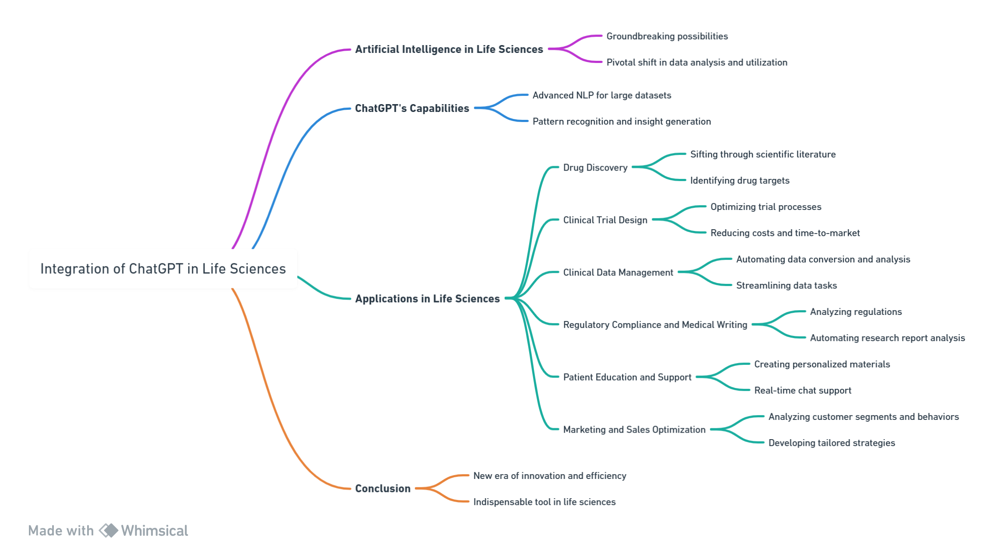 Integration of ChatGPT in Life Sciences
Artificial Intelligence in Life Sciences
Groundbreaking possibilities
Pivotal shift in data analysis and utilization
ChatGPT's Capabilities
Advanced NLP for large datasets
Pattern recognition and insight generation
Applications in Life Sciences
Drug Discovery
Sifting through scientific literature
Identifying drug targets
Clinical Trial Design
Optimizing trial processes
Reducing costs and time-to-market
Clinical Data Management
Automating data conversion and analysis
Streamlining data tasks
Regulatory Compliance and Medical Writing
Analyzing regulations
Automating research report analysis
Patient Education and Support
Creating personalized materials
Real-time chat support
Marketing and Sales Optimization
Analyzing customer segments and behaviors
Developing tailored strategies
Conclusion
New era of innovation and efficiency
Indispensable tool in life sciences
Made with Whimsical